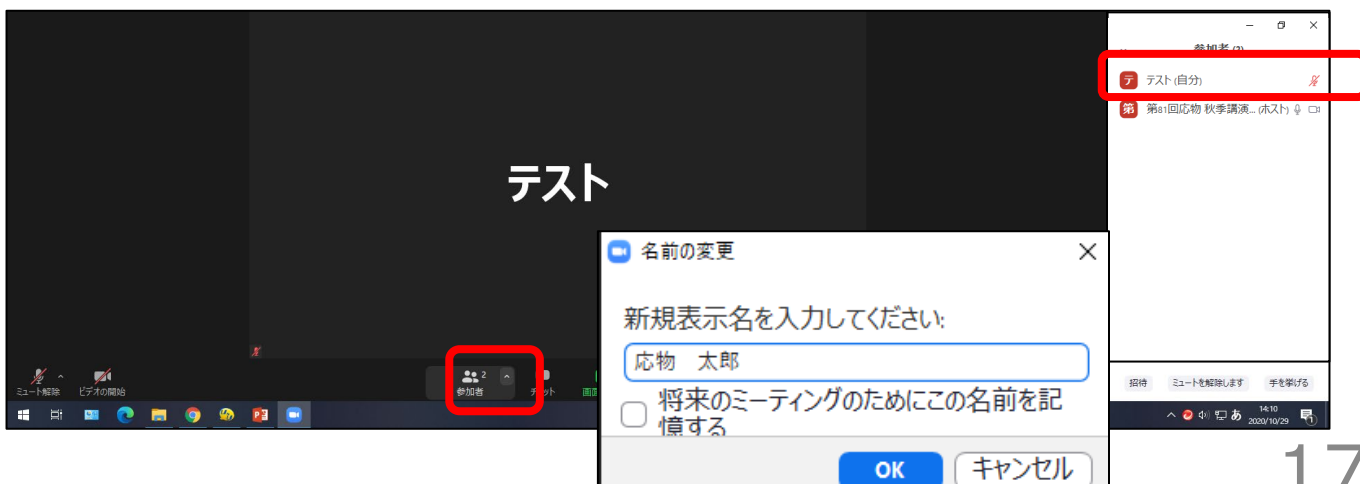 参加者 (2)
テ テスト (自分)
第 第81回応物 秋季講演... (ホスト)
テスト
名前の変更
新規表示名を入力してください:
応物　太郎
将来のミーティングのためにこの名前を記
憶する
OK キャンセル
ミュート解除 ビデオの開始 2 参加者
招待 ミュートを解除します 手を挙げる
あ 14:10
2020/10/29
17